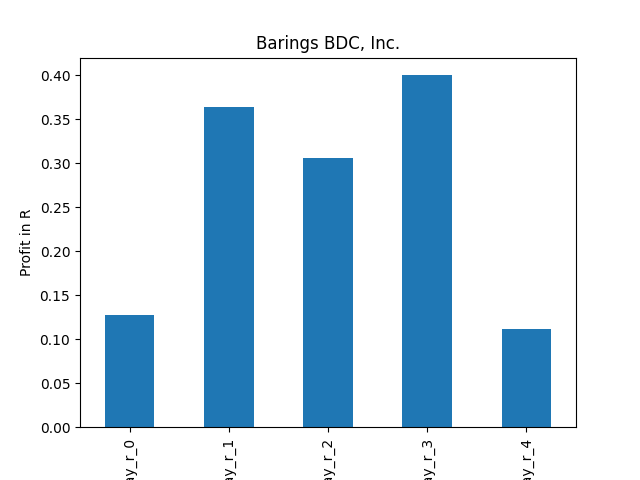 Barings BDC, Inc.
Profit in R
0.40
0.35
0.30
0.25
0.20
0.15
0.10
0.05
0.00
ay_r_0
ay_r_1
ay_r_2
ay_r_3
ay_r_4